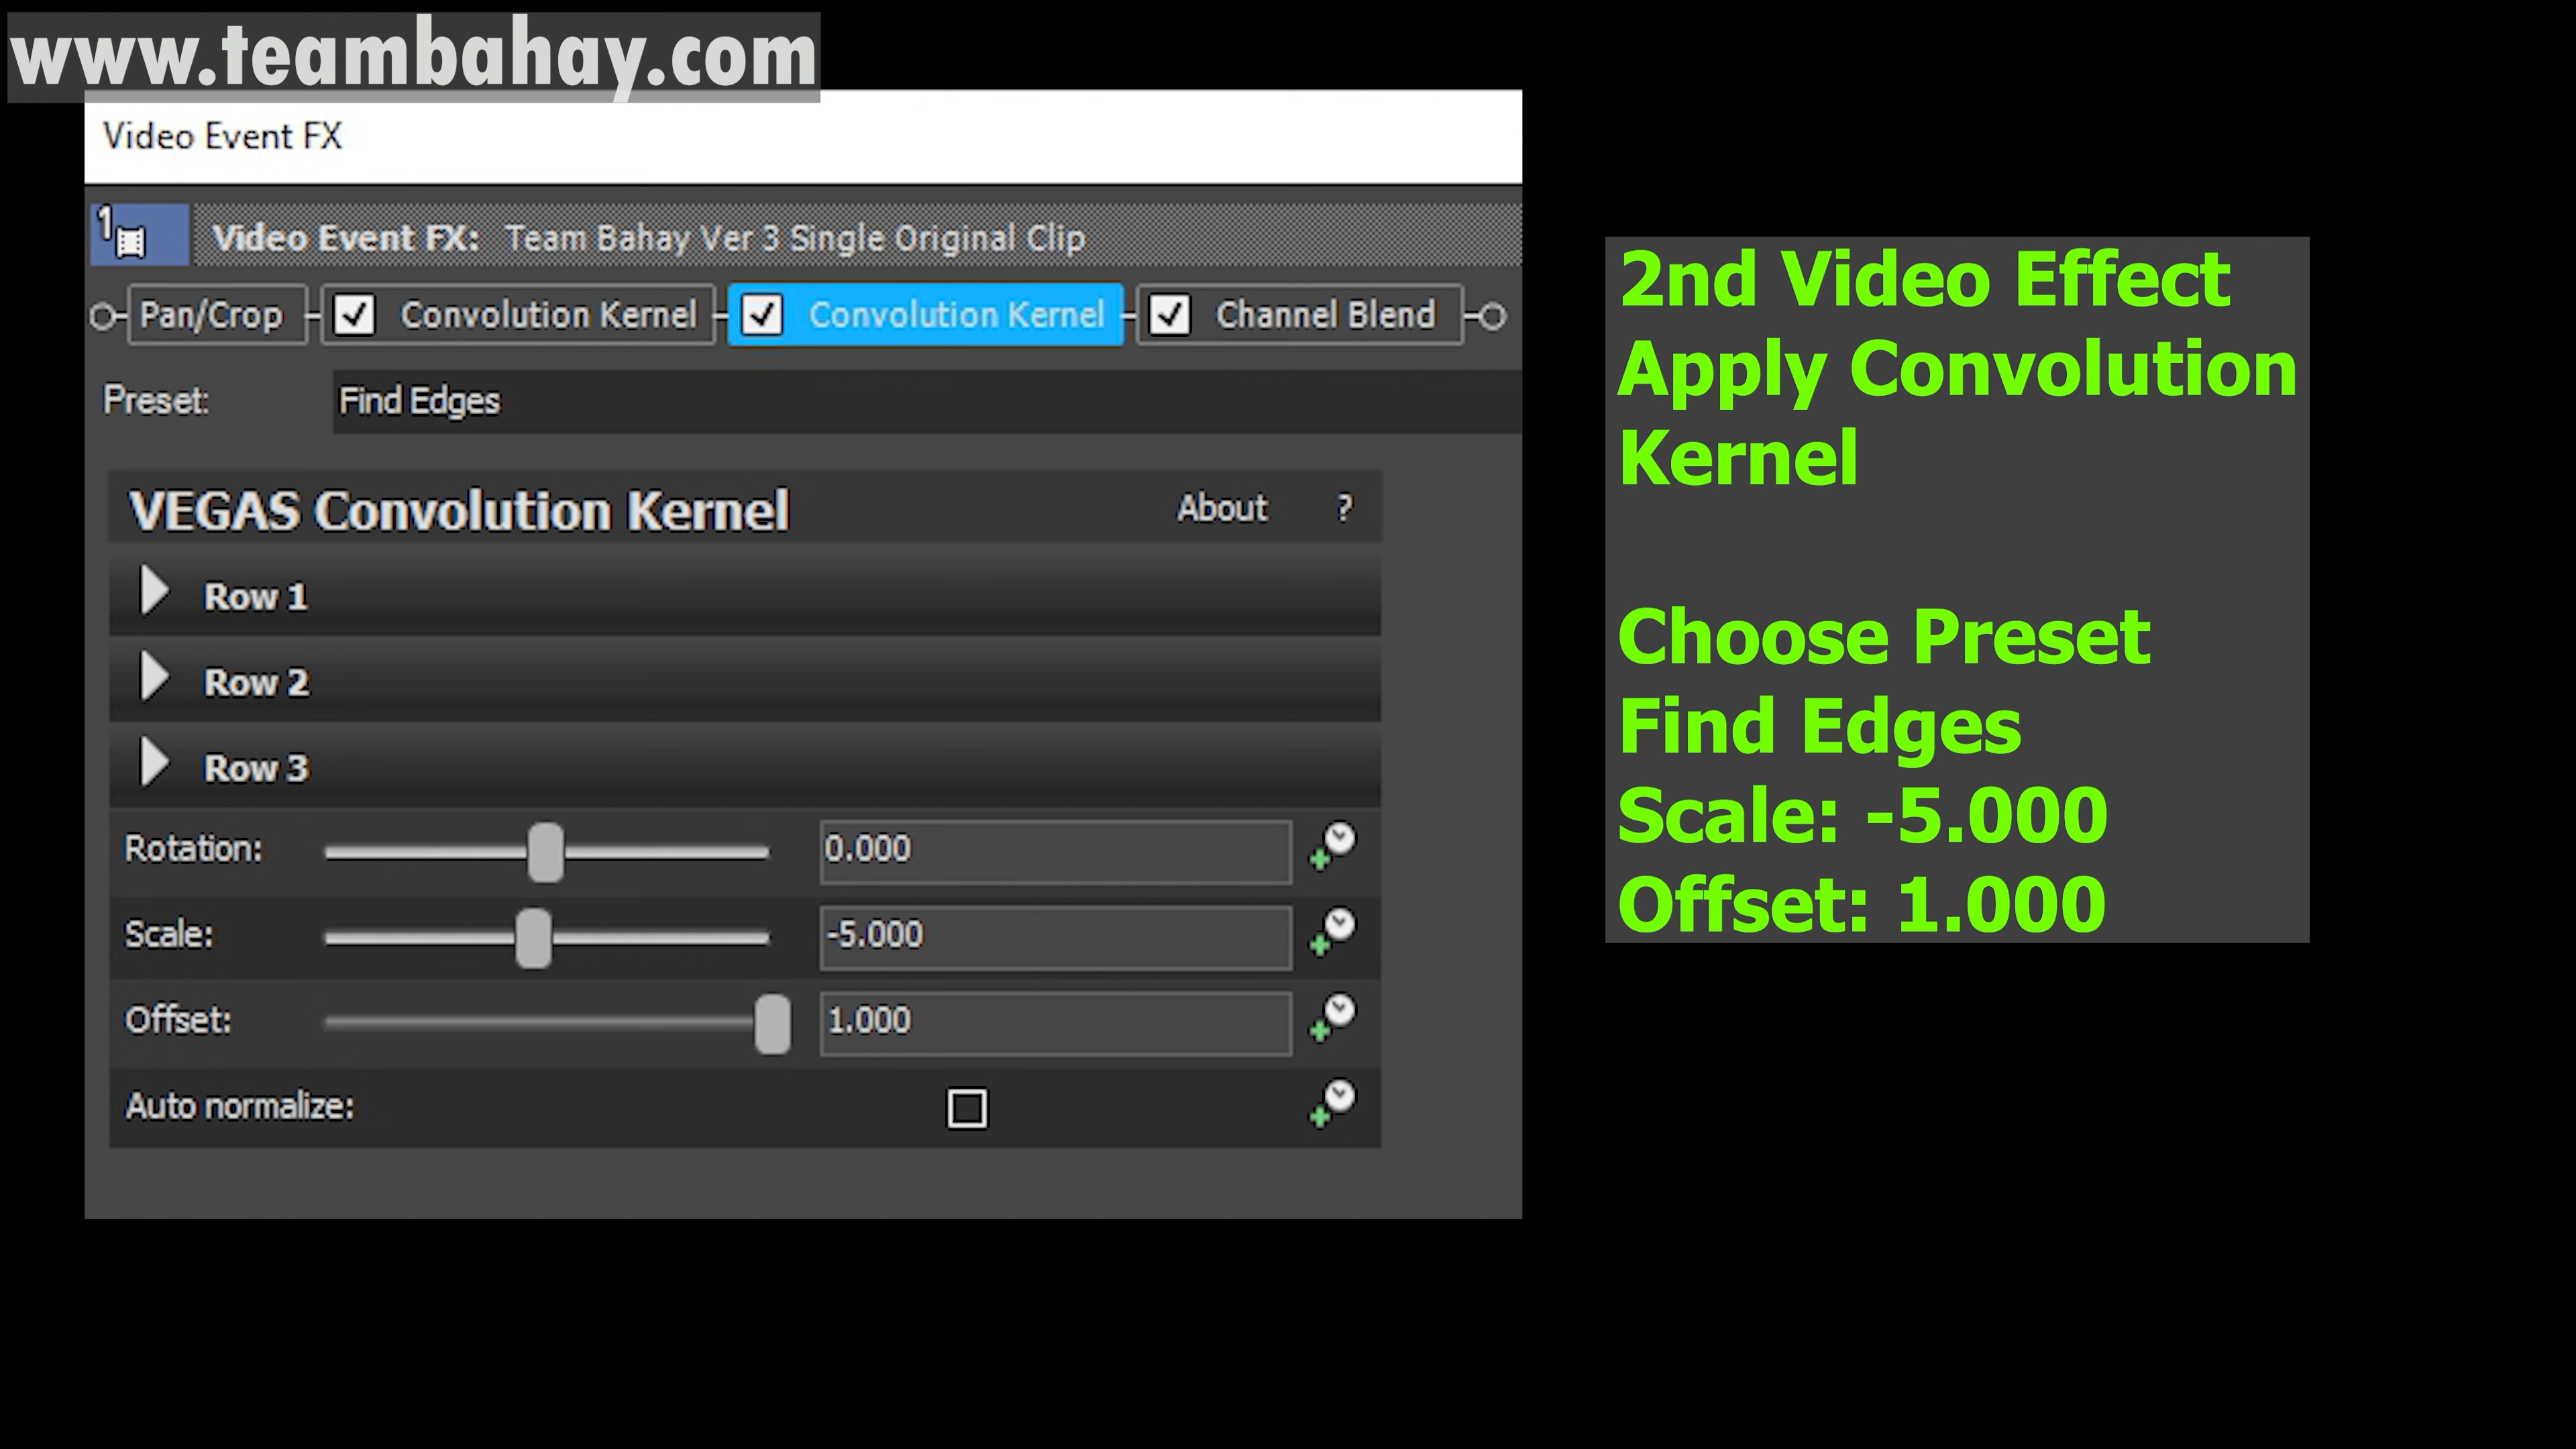 www.teambahay.com
Video Event FX
1
Video Event FX: Team Bahay Ver 3 Single Original Clip
Pan/Crop Convolution Kernel Convolution Kernel Channel Blend
Preset: Find Edges
VEGAS Convolution Kernel About ?
Row 1
Row 2
Row 3
Rotation: 0.000
Scale: -5.000
Offset: 1.000
Auto normalize:
2nd Video Effect
Apply Convolution
Kernel
Choose Preset
Find Edges
Scale: -5.000
Offset: 1.000